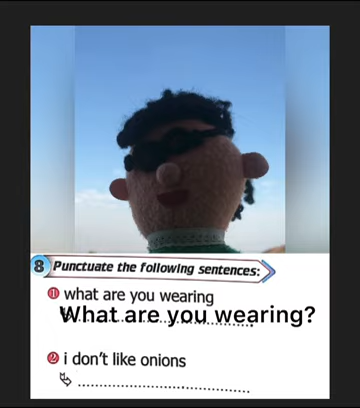 8 Punctuate the following sentences:
1 what are you wearing
What are you wearing?
2 i don't like onions